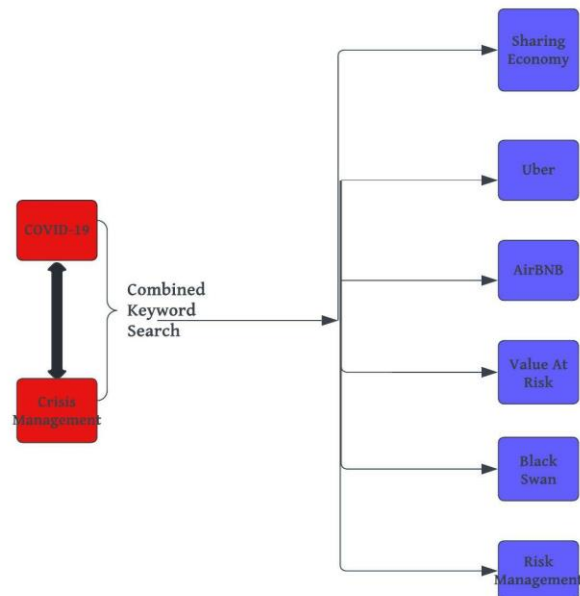 COVID-19
Crisis
Management
Combined
Keyword
Search
Sharing
Economy
Uber
AirBNB
Value At
Risk
Black
Swan
Risk
Management